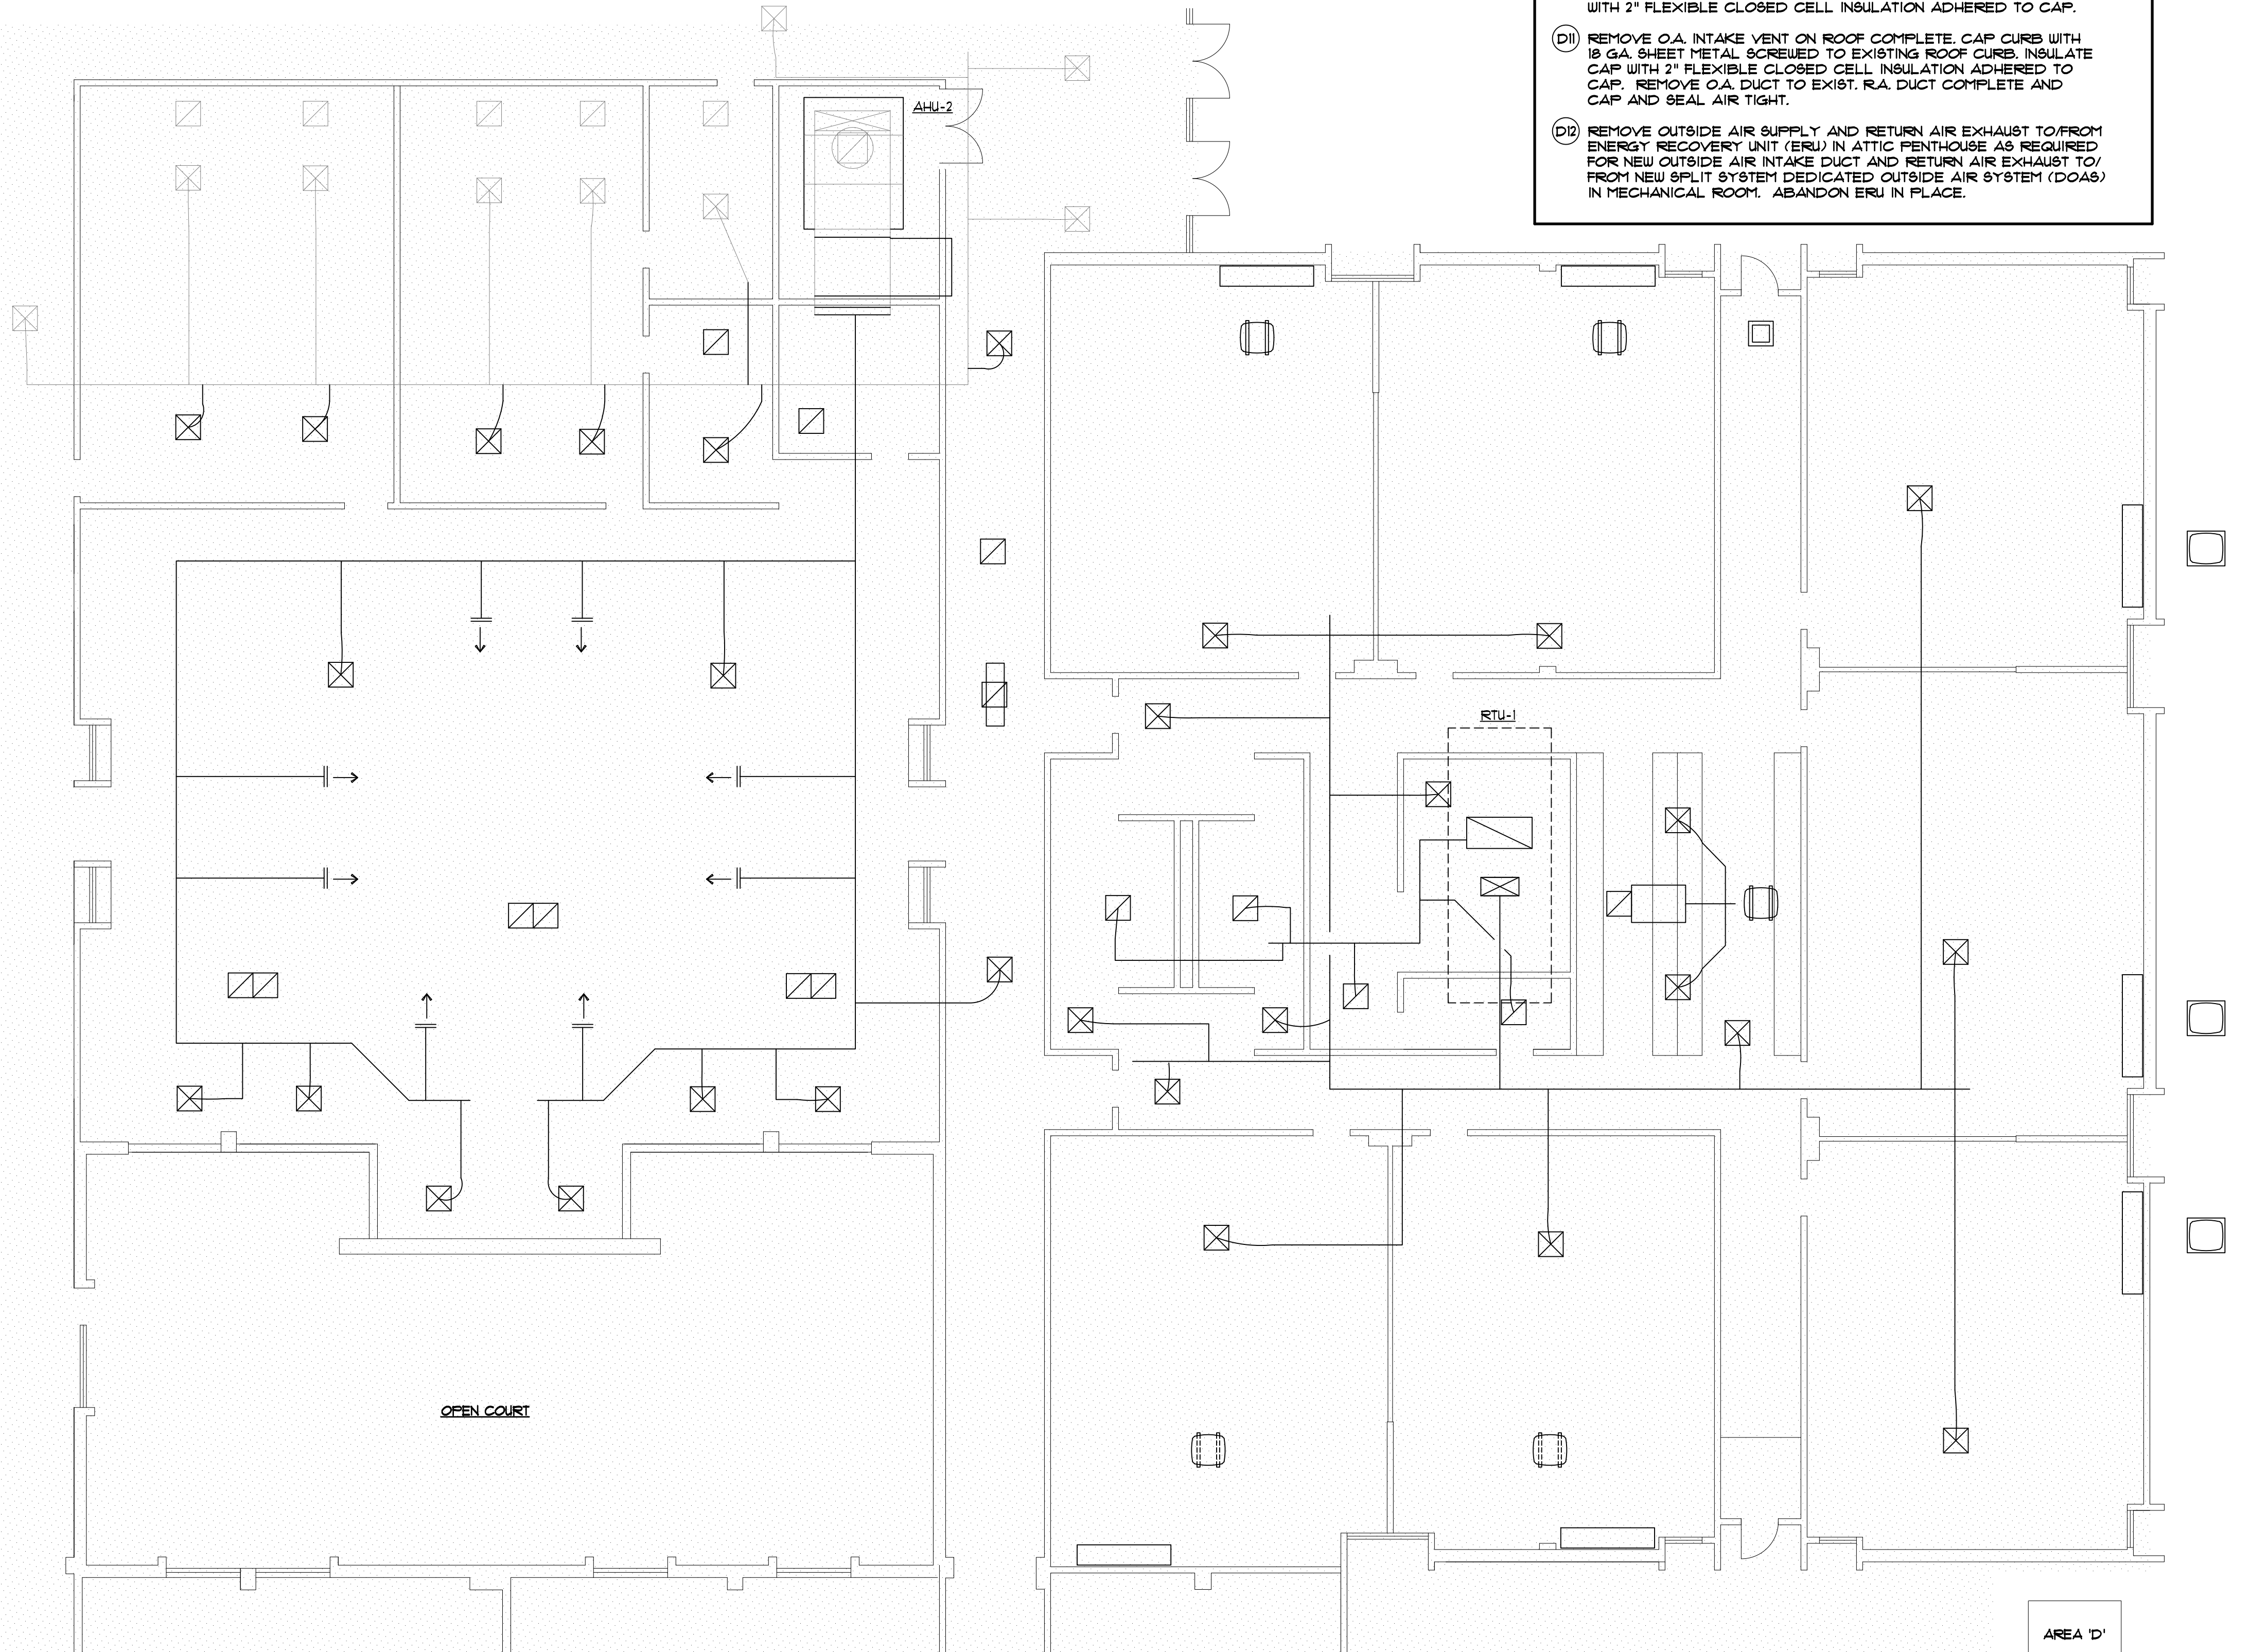 WITH 2" FLEXIBLE CLOSED CELL INSULATION ADHERED TO CAP.
D11 REMOVE O.A. INTAKE VENT ON ROOF COMPLETE. CAP CURB WITH
18 GA. SHEET METAL SCREWED TO EXISTING ROOF CURB. INSULATE
CAP WITH 2" FLEXIBLE CLOSED CELL INSULATION ADHERED TO
CAP. REMOVE O.A. DUCT TO EXIST. R.A. DUCT COMPLETE AND
CAP AND SEAL AIR TIGHT.
D12 REMOVE OUTSIDE AIR SUPPLY AND RETURN AIR EXHAUST TO/FROM
ENERGY RECOVERY UNIT (ERU) IN ATTIC PENTHOUSE AS REQUIRED
FOR NEW OUTSIDE AIR INTAKE DUCT AND RETURN AIR EXHAUST TO/
FROM NEW SPLIT SYSTEM DEDICATED OUTSIDE AIR SYSTEM (DOAS)
IN MECHANICAL ROOM. ABANDON ERU IN PLACE.
AHU-2
RTU-1
OPEN COURT
AREA 'D'